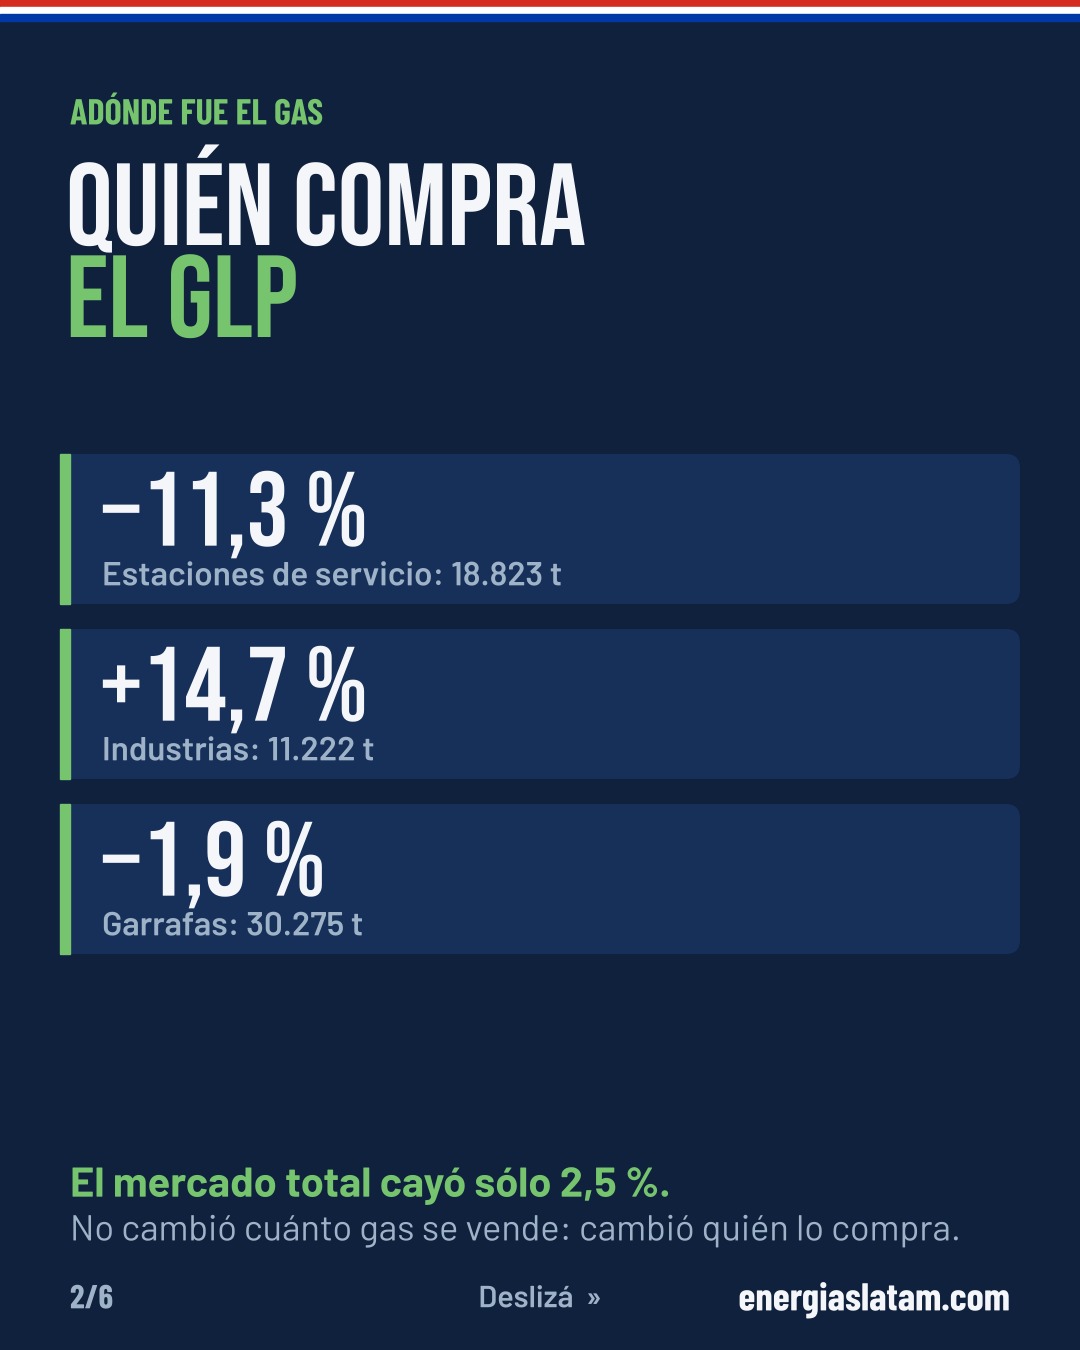 ADÓNDE FUE EL GAS
QUIÉN COMPRA
EL GLP
−11,3 %
Estaciones de servicio: 18.823 t
+14,7 %
Industrias: 11.222 t
−1,9 %
Garrafas: 30.275 t
El mercado total cayó sólo 2,5 %.
No cambió cuánto gas se vende: cambió quién lo compra.
2/6
Deslizá »
energiaslatam.com